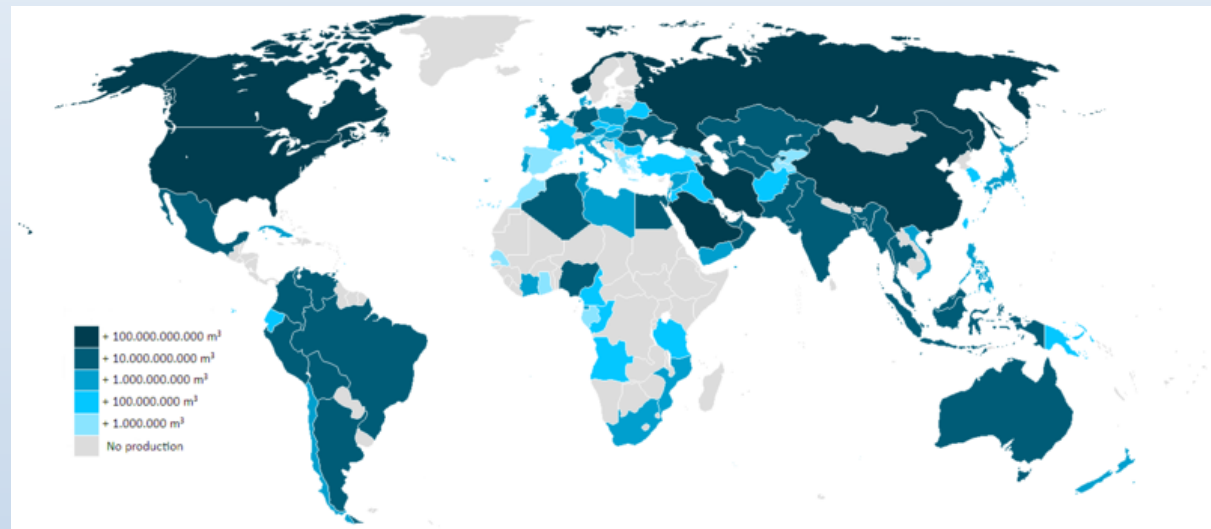 + 100.000.000.000 m³
+ 10.000.000.000 m³
+ 1.000.000.000 m³
+ 100.000.000 m³
+ 1.000.000 m³
No production